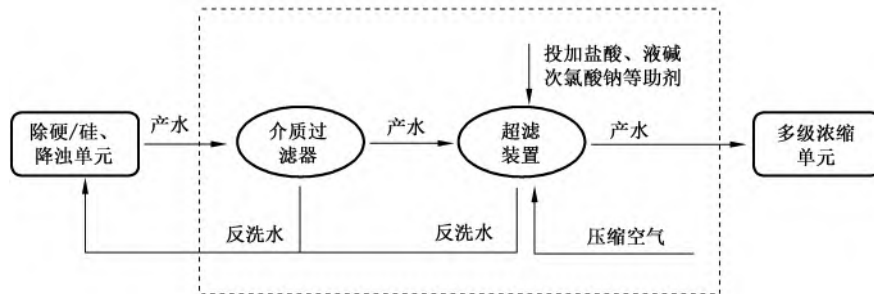 投加盐酸、液碱
次氯酸钠等助剂
除硬/硅、
降浊单元
产水
介质过
滤器
产水
超滤
装置
产水
多级浓缩
单元
反洗水
反洗水
压缩空气